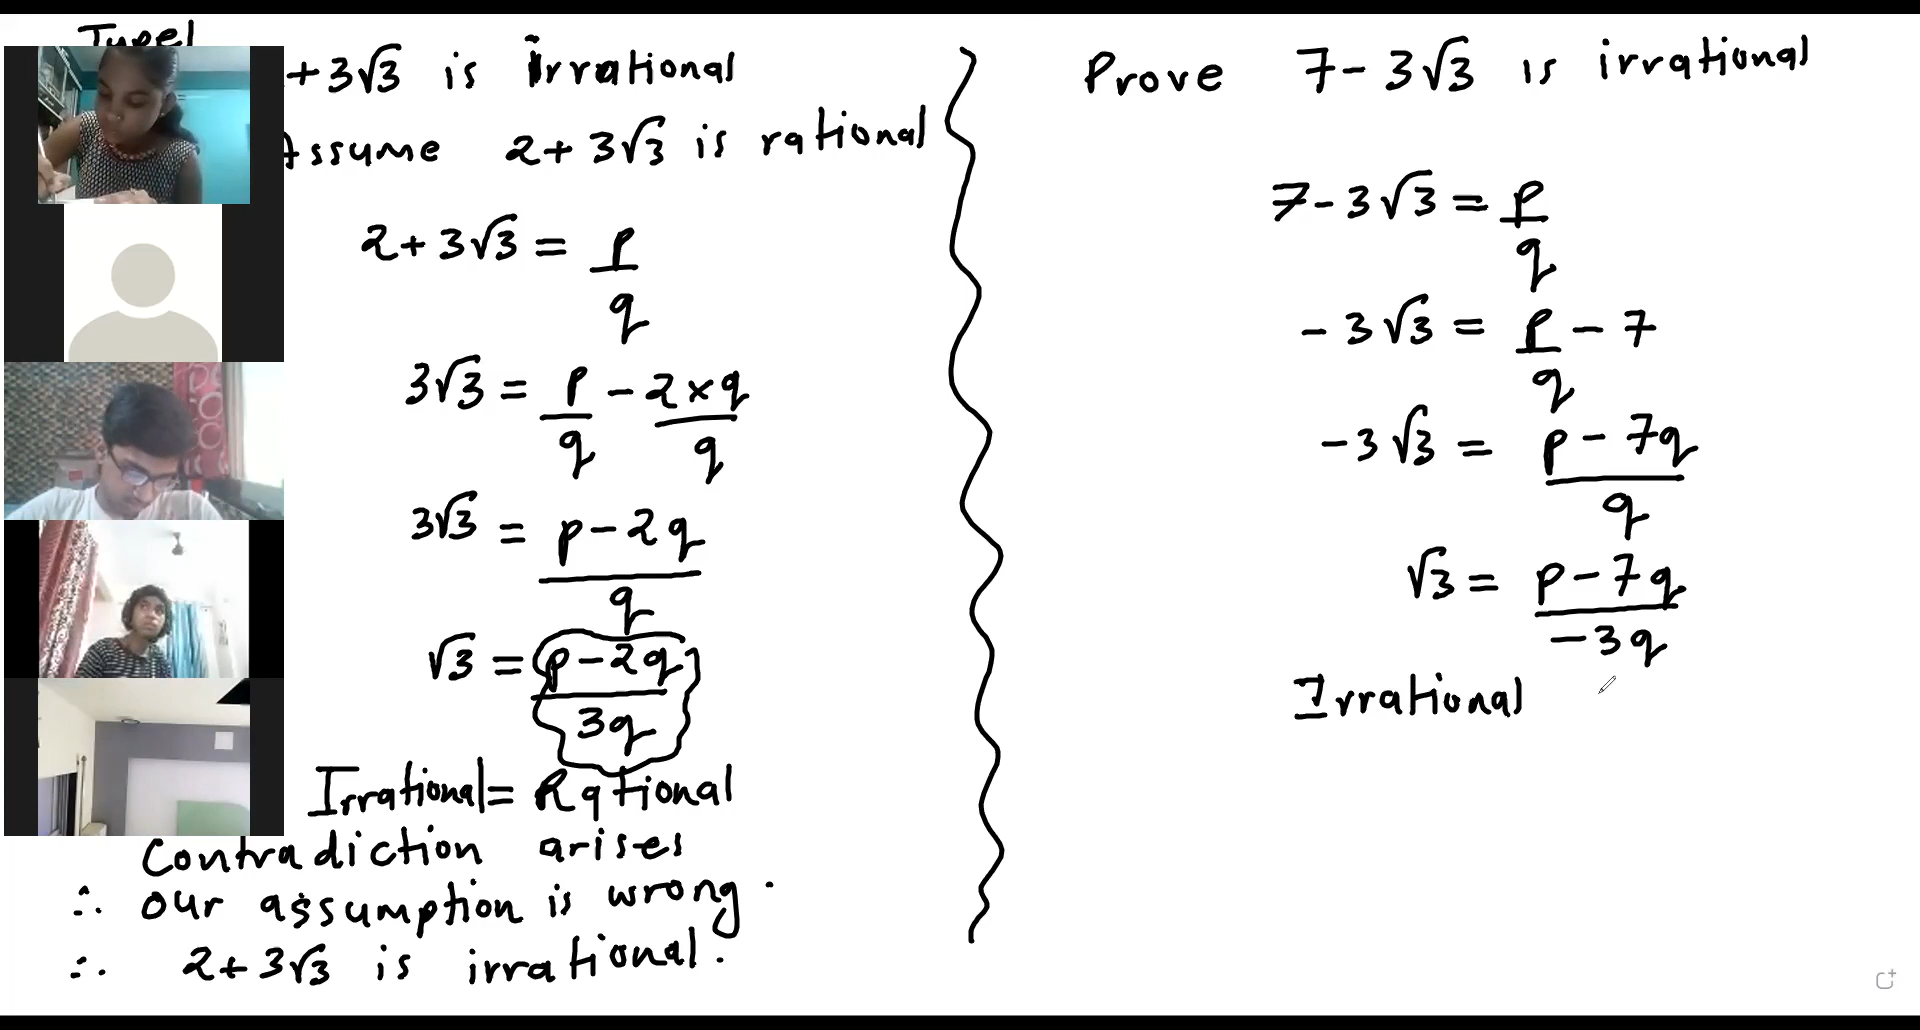 Type1
+ 3√3 is Irrational
Assume 2+ 3√3 is rational
2+ 3√3 = p/q
3√3 = p/q - 2×q/q
3√3 = p-2q/q
√3 = p-2q/3q
Irrational = Rational
Contradiction arises
∴ our assumption is wrong.
∴ 2+3√3 is irrational.
Prove 7- 3√3 is irrational
7-3√3 = p/q
-3√3 = p/q - 7
-3√3 = p-7q/q
√3 = p-7q/-3q
Irrational